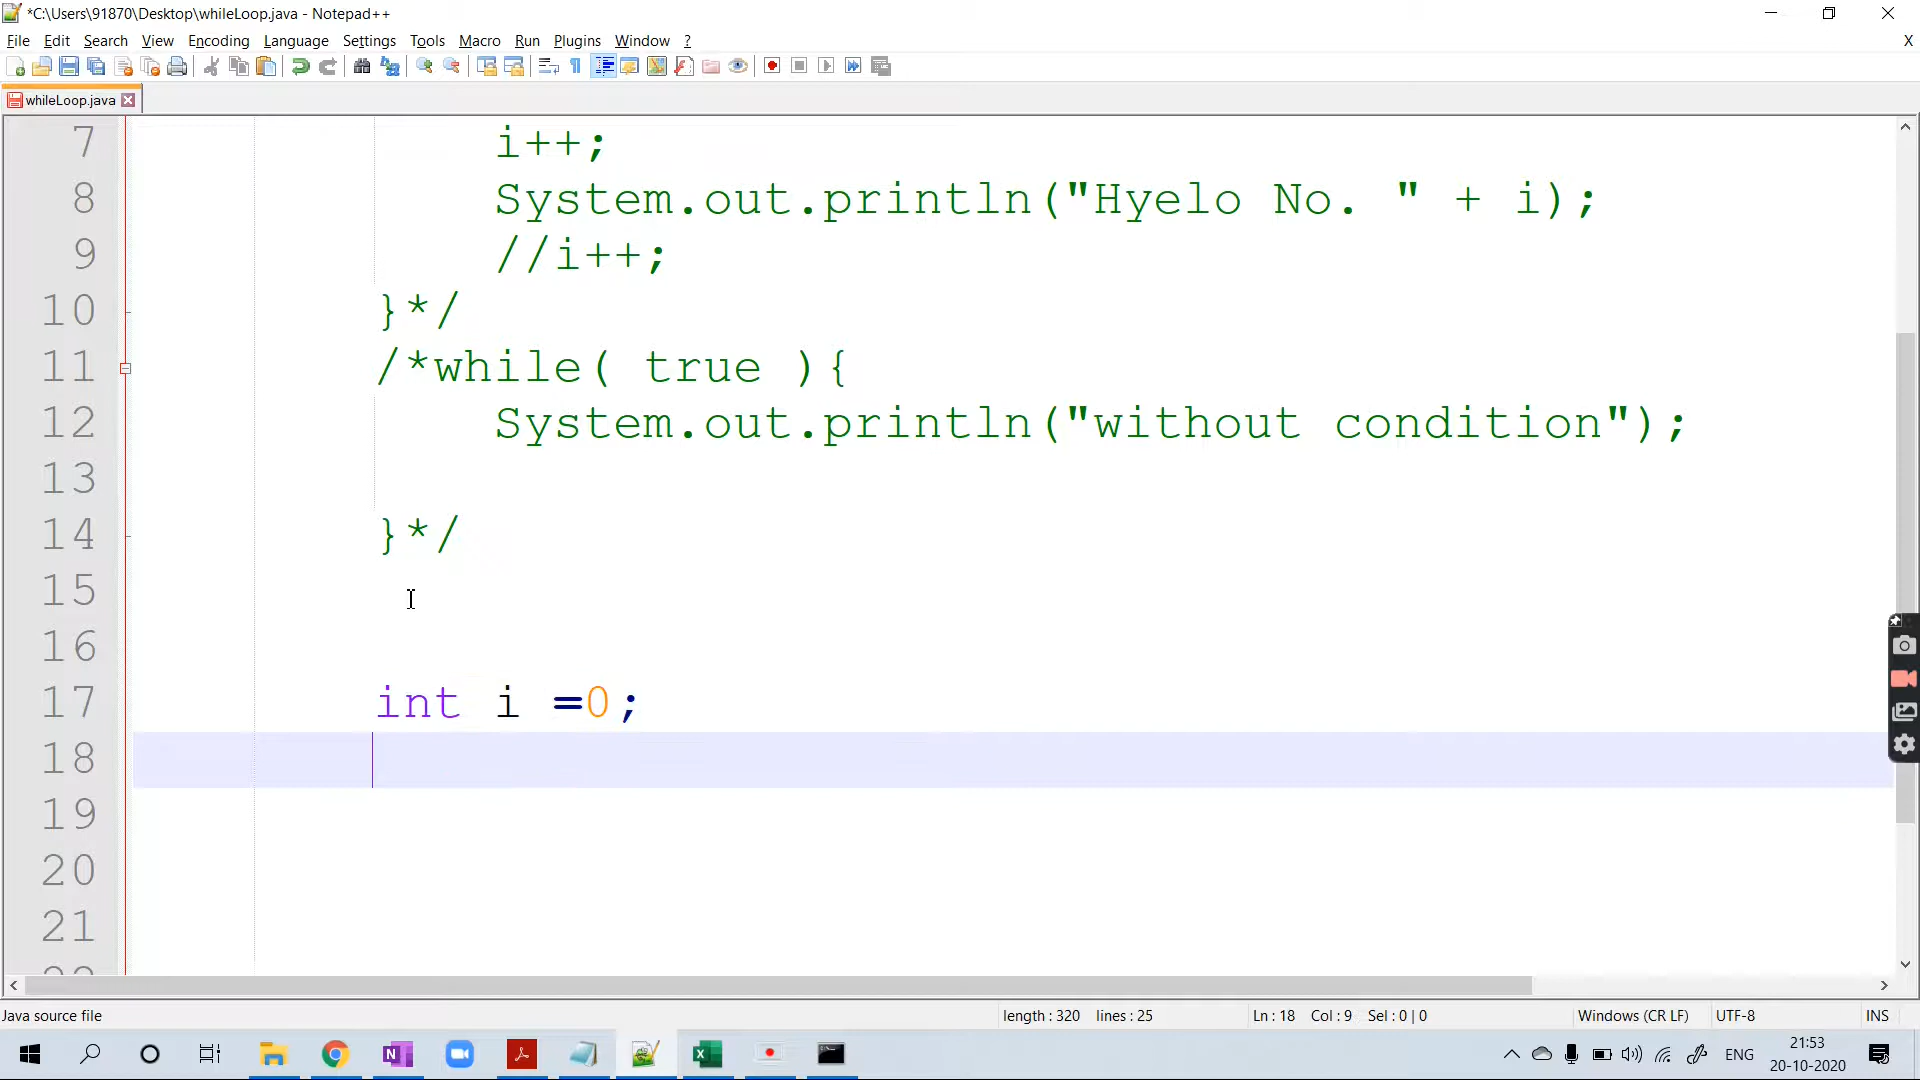 *C:\Users\91870\Desktop\whileLoop.java - Notepad++
File Edit Search View Encoding Language Settings Tools Macro Run Plugins Window ? X
whileLoop.java
7 i++;
8 System.out.println("Hyelo No. " + i);
9 //i++;
10 }*/
11 /*while( true ){
12 System.out.println("without condition");
13
14 }*/
15
16
17 int i =0;
18
19
20
21
22
Java source file length : 320 lines : 25 Ln : 18 Col : 9 Sel : 0 | 0 Windows (CR LF) UTF-8 INS
ENG 21:53
20-10-2020